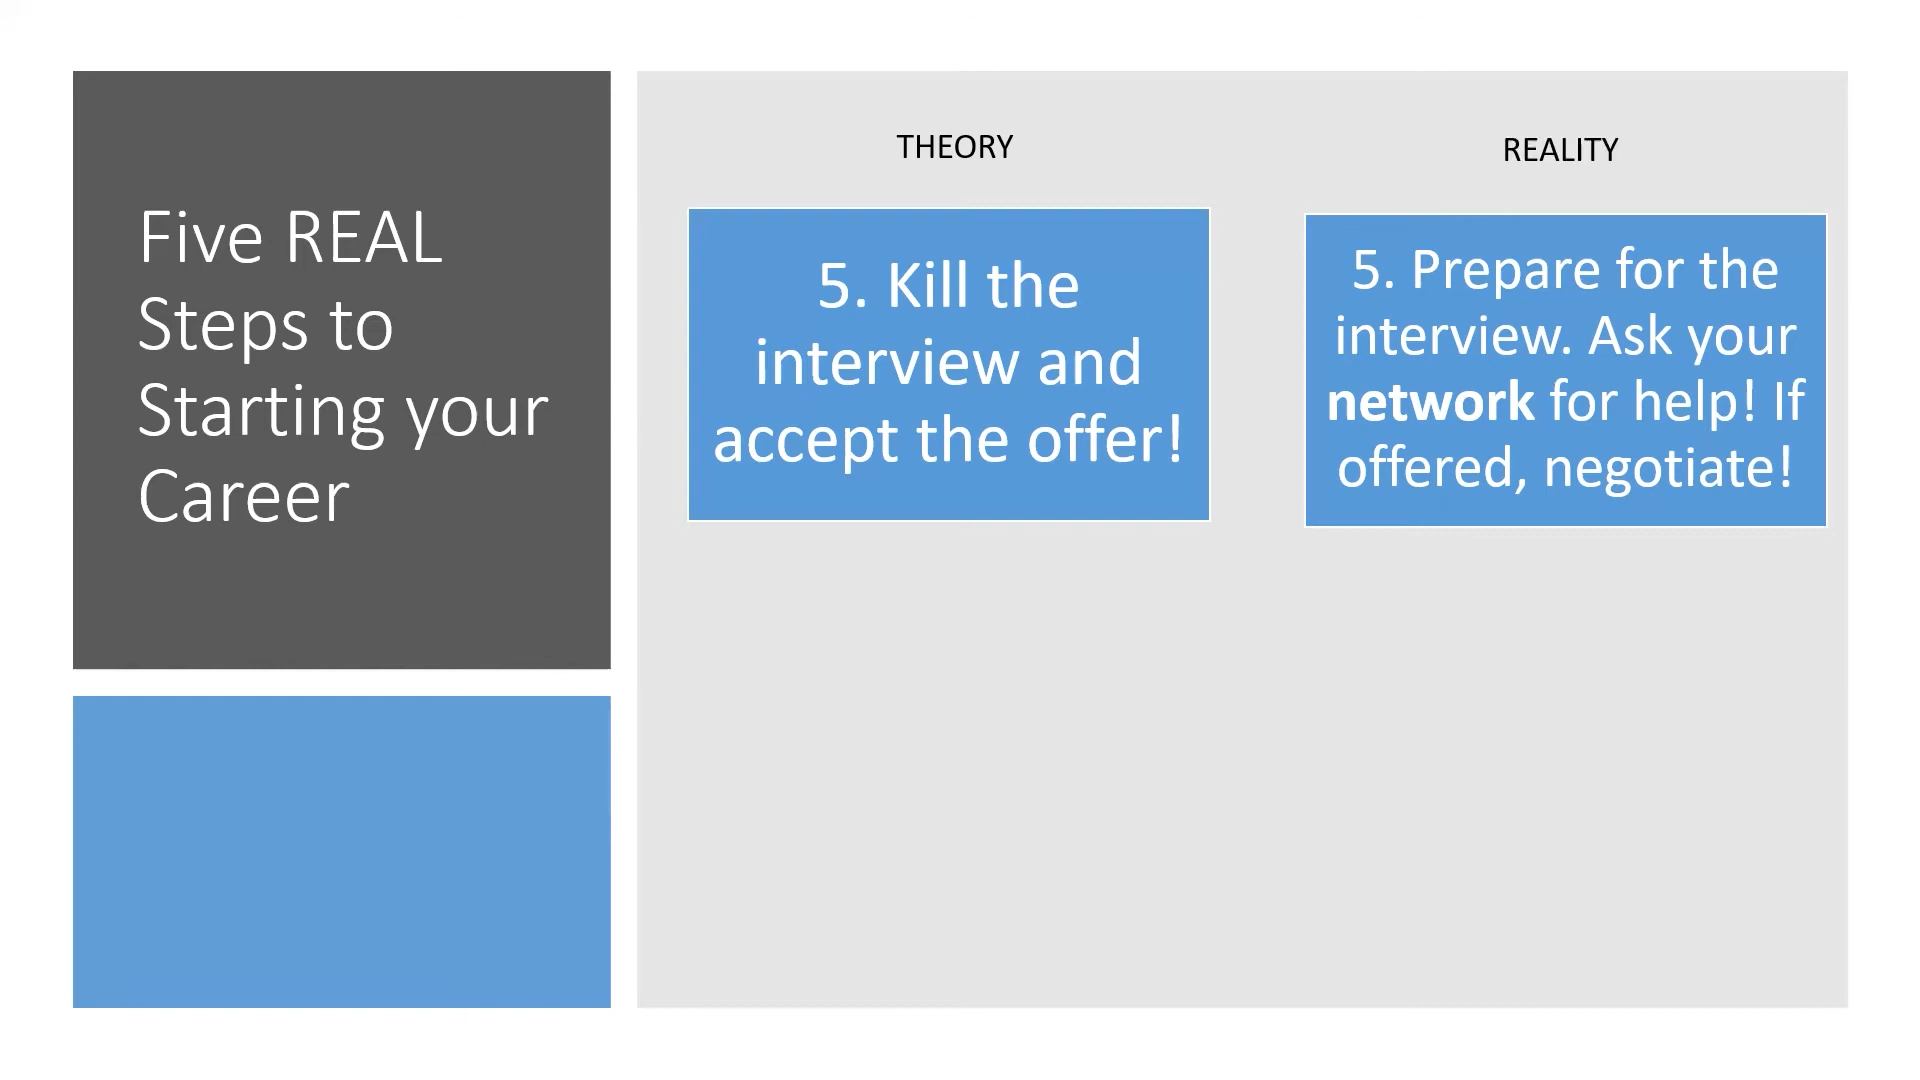 Five REAL
Steps to
Starting your
Career
THEORY
5. Kill the
interview and
accept the offer!
REALITY
5. Prepare for the
interview. Ask your
network for help! If
offered, negotiate!